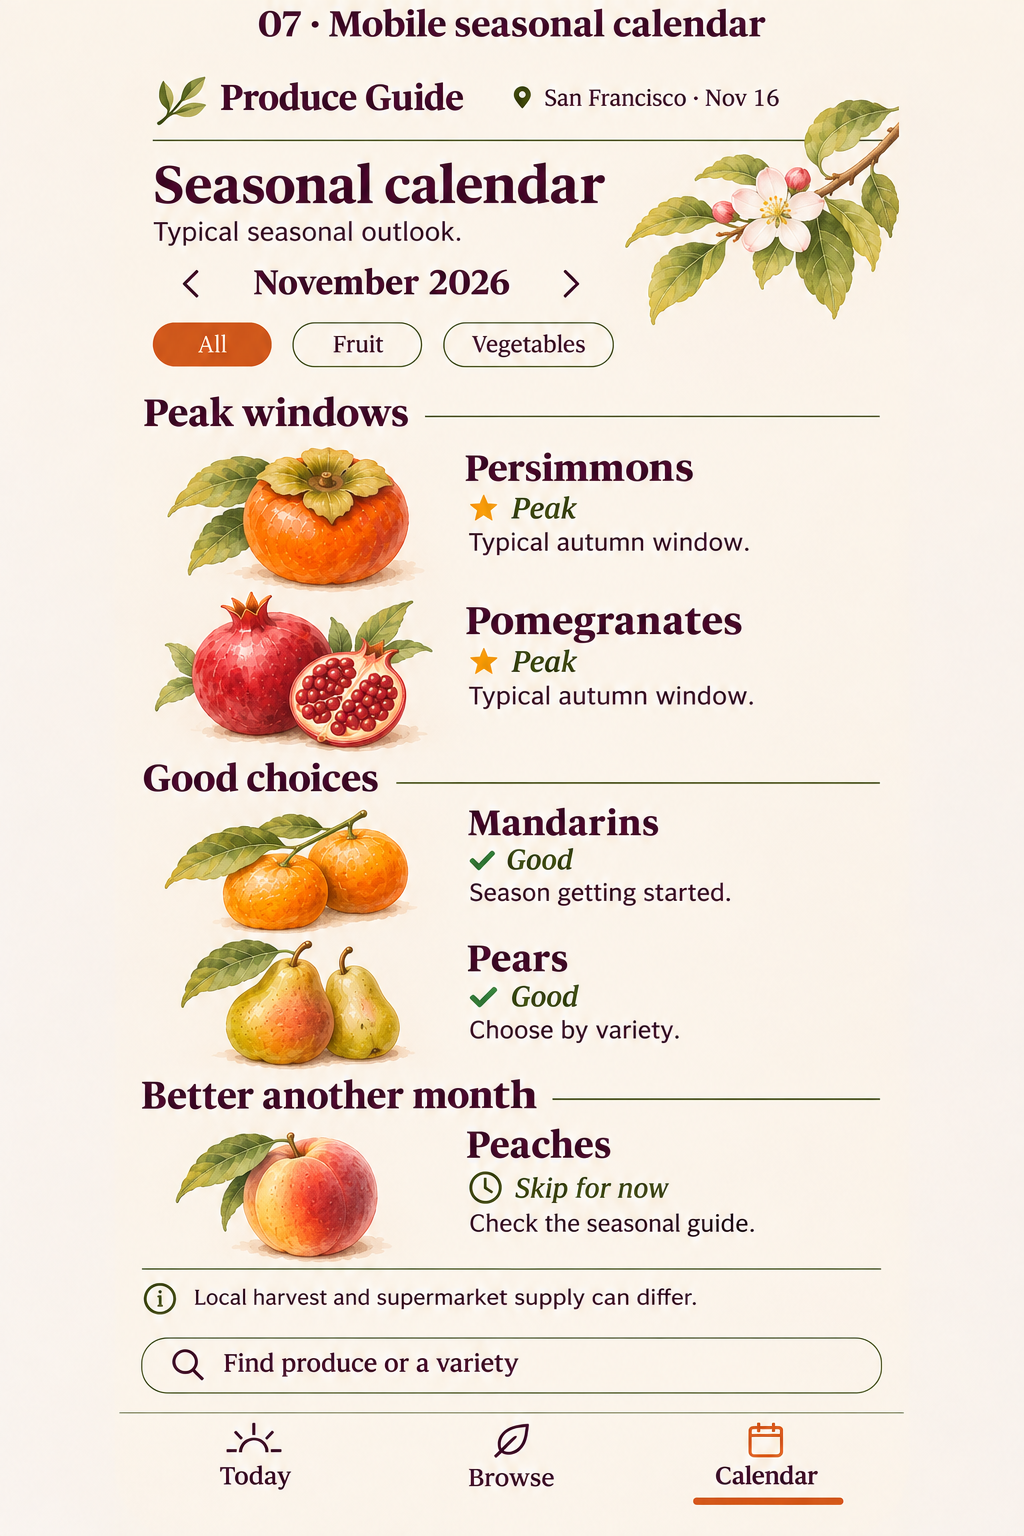 07 · Mobile seasonal calendar
Produce Guide
San Francisco · Nov 16
Seasonal calendar
Typical seasonal outlook.
November 2026
All
Fruit
Vegetables
Peak windows
Persimmons
Peak
Typical autumn window.
Pomegranates
Peak
Typical autumn window.
Good choices
Mandarins
Good
Season getting started.
Pears
Good
Choose by variety.
Better another month
Peaches
Skip for now
Check the seasonal guide.
Local harvest and supermarket supply can differ.
Find produce or a variety
Today
Browse
Calendar